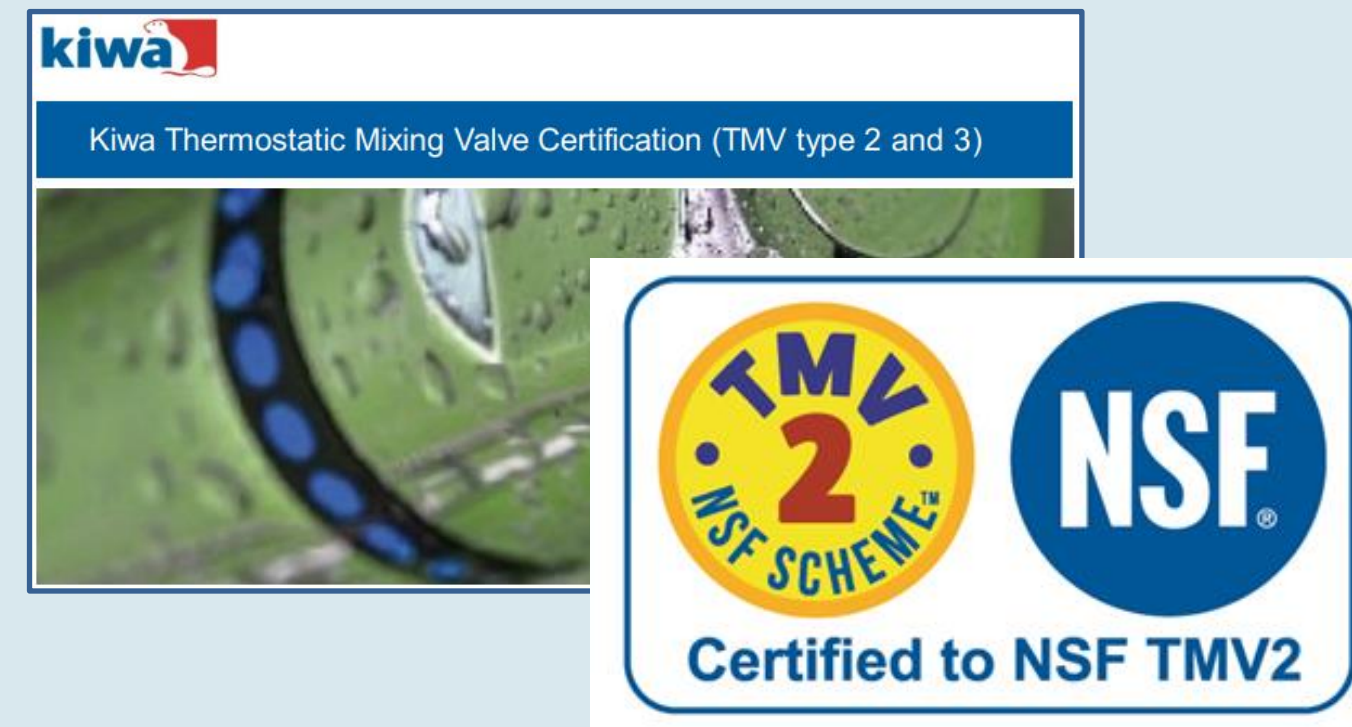 kiwa
Kiwa Thermostatic Mixing Valve Certification (TMV type 2 and 3)
TMV
2
NSF SCHEME™
NSF®
Certified to NSF TMV2